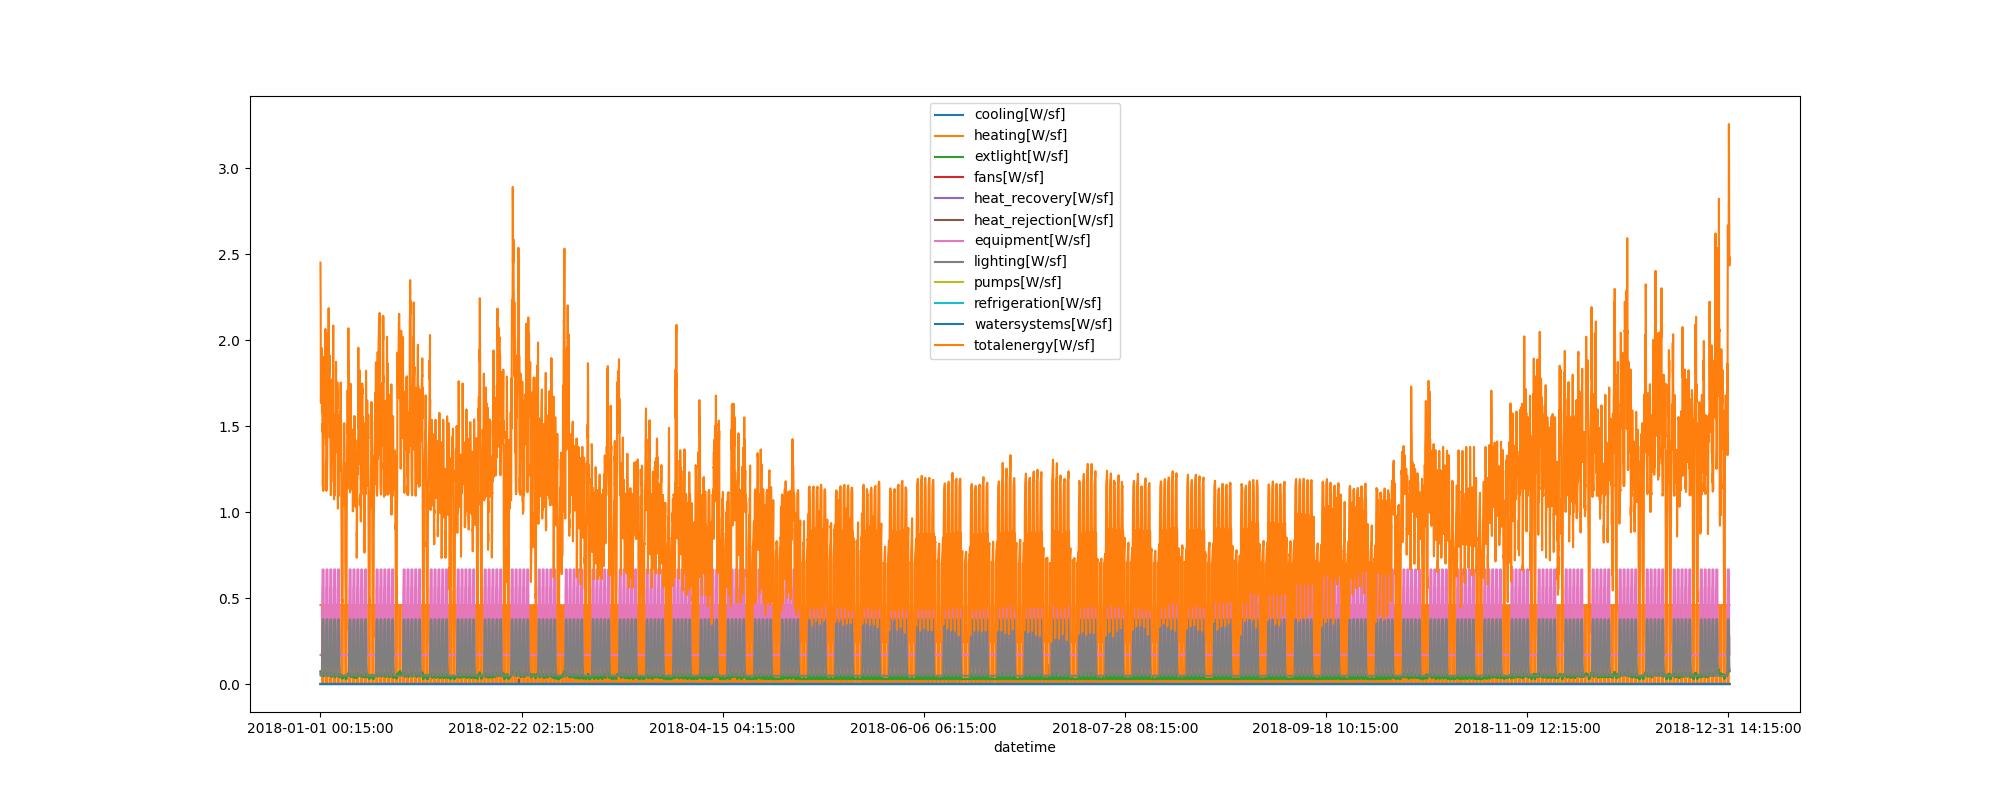 cooling[W/sf]
heating[W/sf]
extlight[W/sf]
fans[W/sf]
heat_recovery[W/sf]
heat_rejection[W/sf]
equipment[W/sf]
lighting[W/sf]
pumps[W/sf]
refrigeration[W/sf]
watersystems[W/sf]
totalenergy[W/sf]
3.0
2.5
2.0
1.5
1.0
0.5
0.0
2018-01-01 00:15:00 2018-02-22 02:15:00 2018-04-15 04:15:00 2018-06-06 06:15:00 2018-07-28 08:15:00 2018-09-18 10:15:00 2018-11-09 12:15:00 2018-12-31 14:15:00
datetime